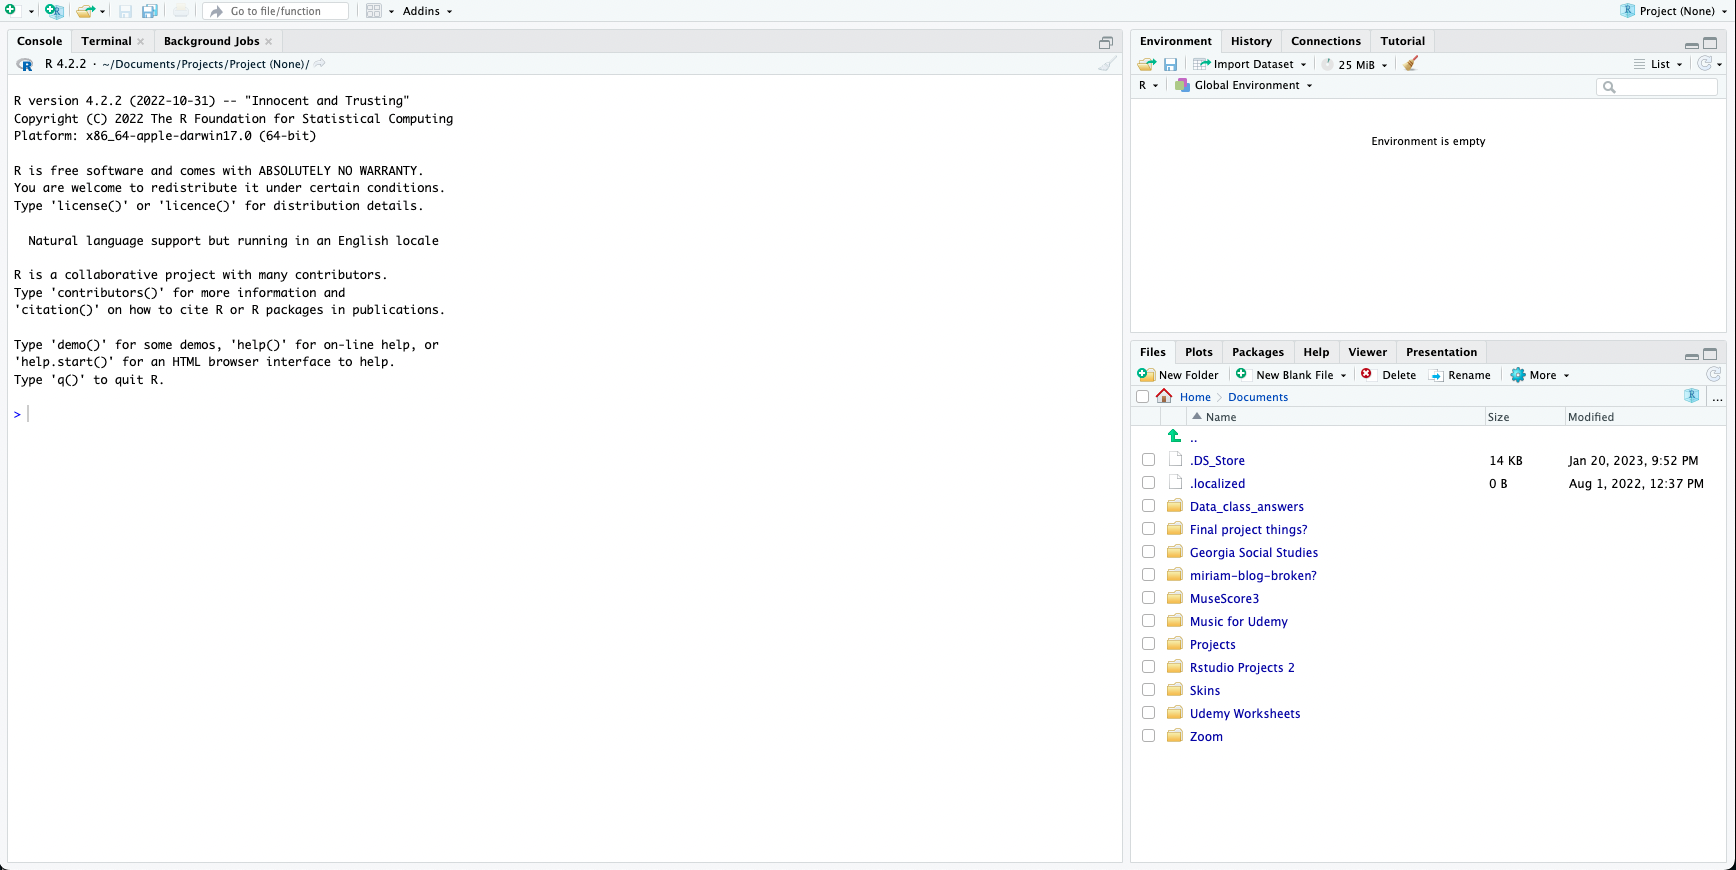 Go to file/function
Addins
Project (None)
Console
Terminal
Background Jobs
R 4.2.2 · ~/Documents/Projects/Project (None)/
R version 4.2.2 (2022-10-31) -- "Innocent and Trusting"
Copyright (C) 2022 The R Foundation for Statistical Computing
Platform: x86_64-apple-darwin17.0 (64-bit)
R is free software and comes with ABSOLUTELY NO WARRANTY.
You are welcome to redistribute it under certain conditions.
Type 'license()' or 'licence()' for distribution details.
Natural language support but running in an English locale
R is a collaborative project with many contributors.
Type 'contributors()' for more information and
'citation()' on how to cite R or R packages in publications.
Type 'demo()' for some demos, 'help()' for on-line help, or
'help.start()' for an HTML browser interface to help.
Type 'q()' to quit R.
>
Environment
History
Connections
Tutorial
Import Dataset
25 MiB
List
R
Global Environment
Environment is empty
Files
Plots
Packages
Help
Viewer
Presentation
New Folder
New Blank File
Delete
Rename
More
Home
Documents
...
Name
Size
Modified
..
.DS_Store 14 KB Jan 20, 2023, 9:52 PM
.localized 0 B Aug 1, 2022, 12:37 PM
Data_class_answers
Final project things?
Georgia Social Studies
miriam-blog-broken?
MuseScore3
Music for Udemy
Projects
Rstudio Projects 2
Skins
Udemy Worksheets
Zoom